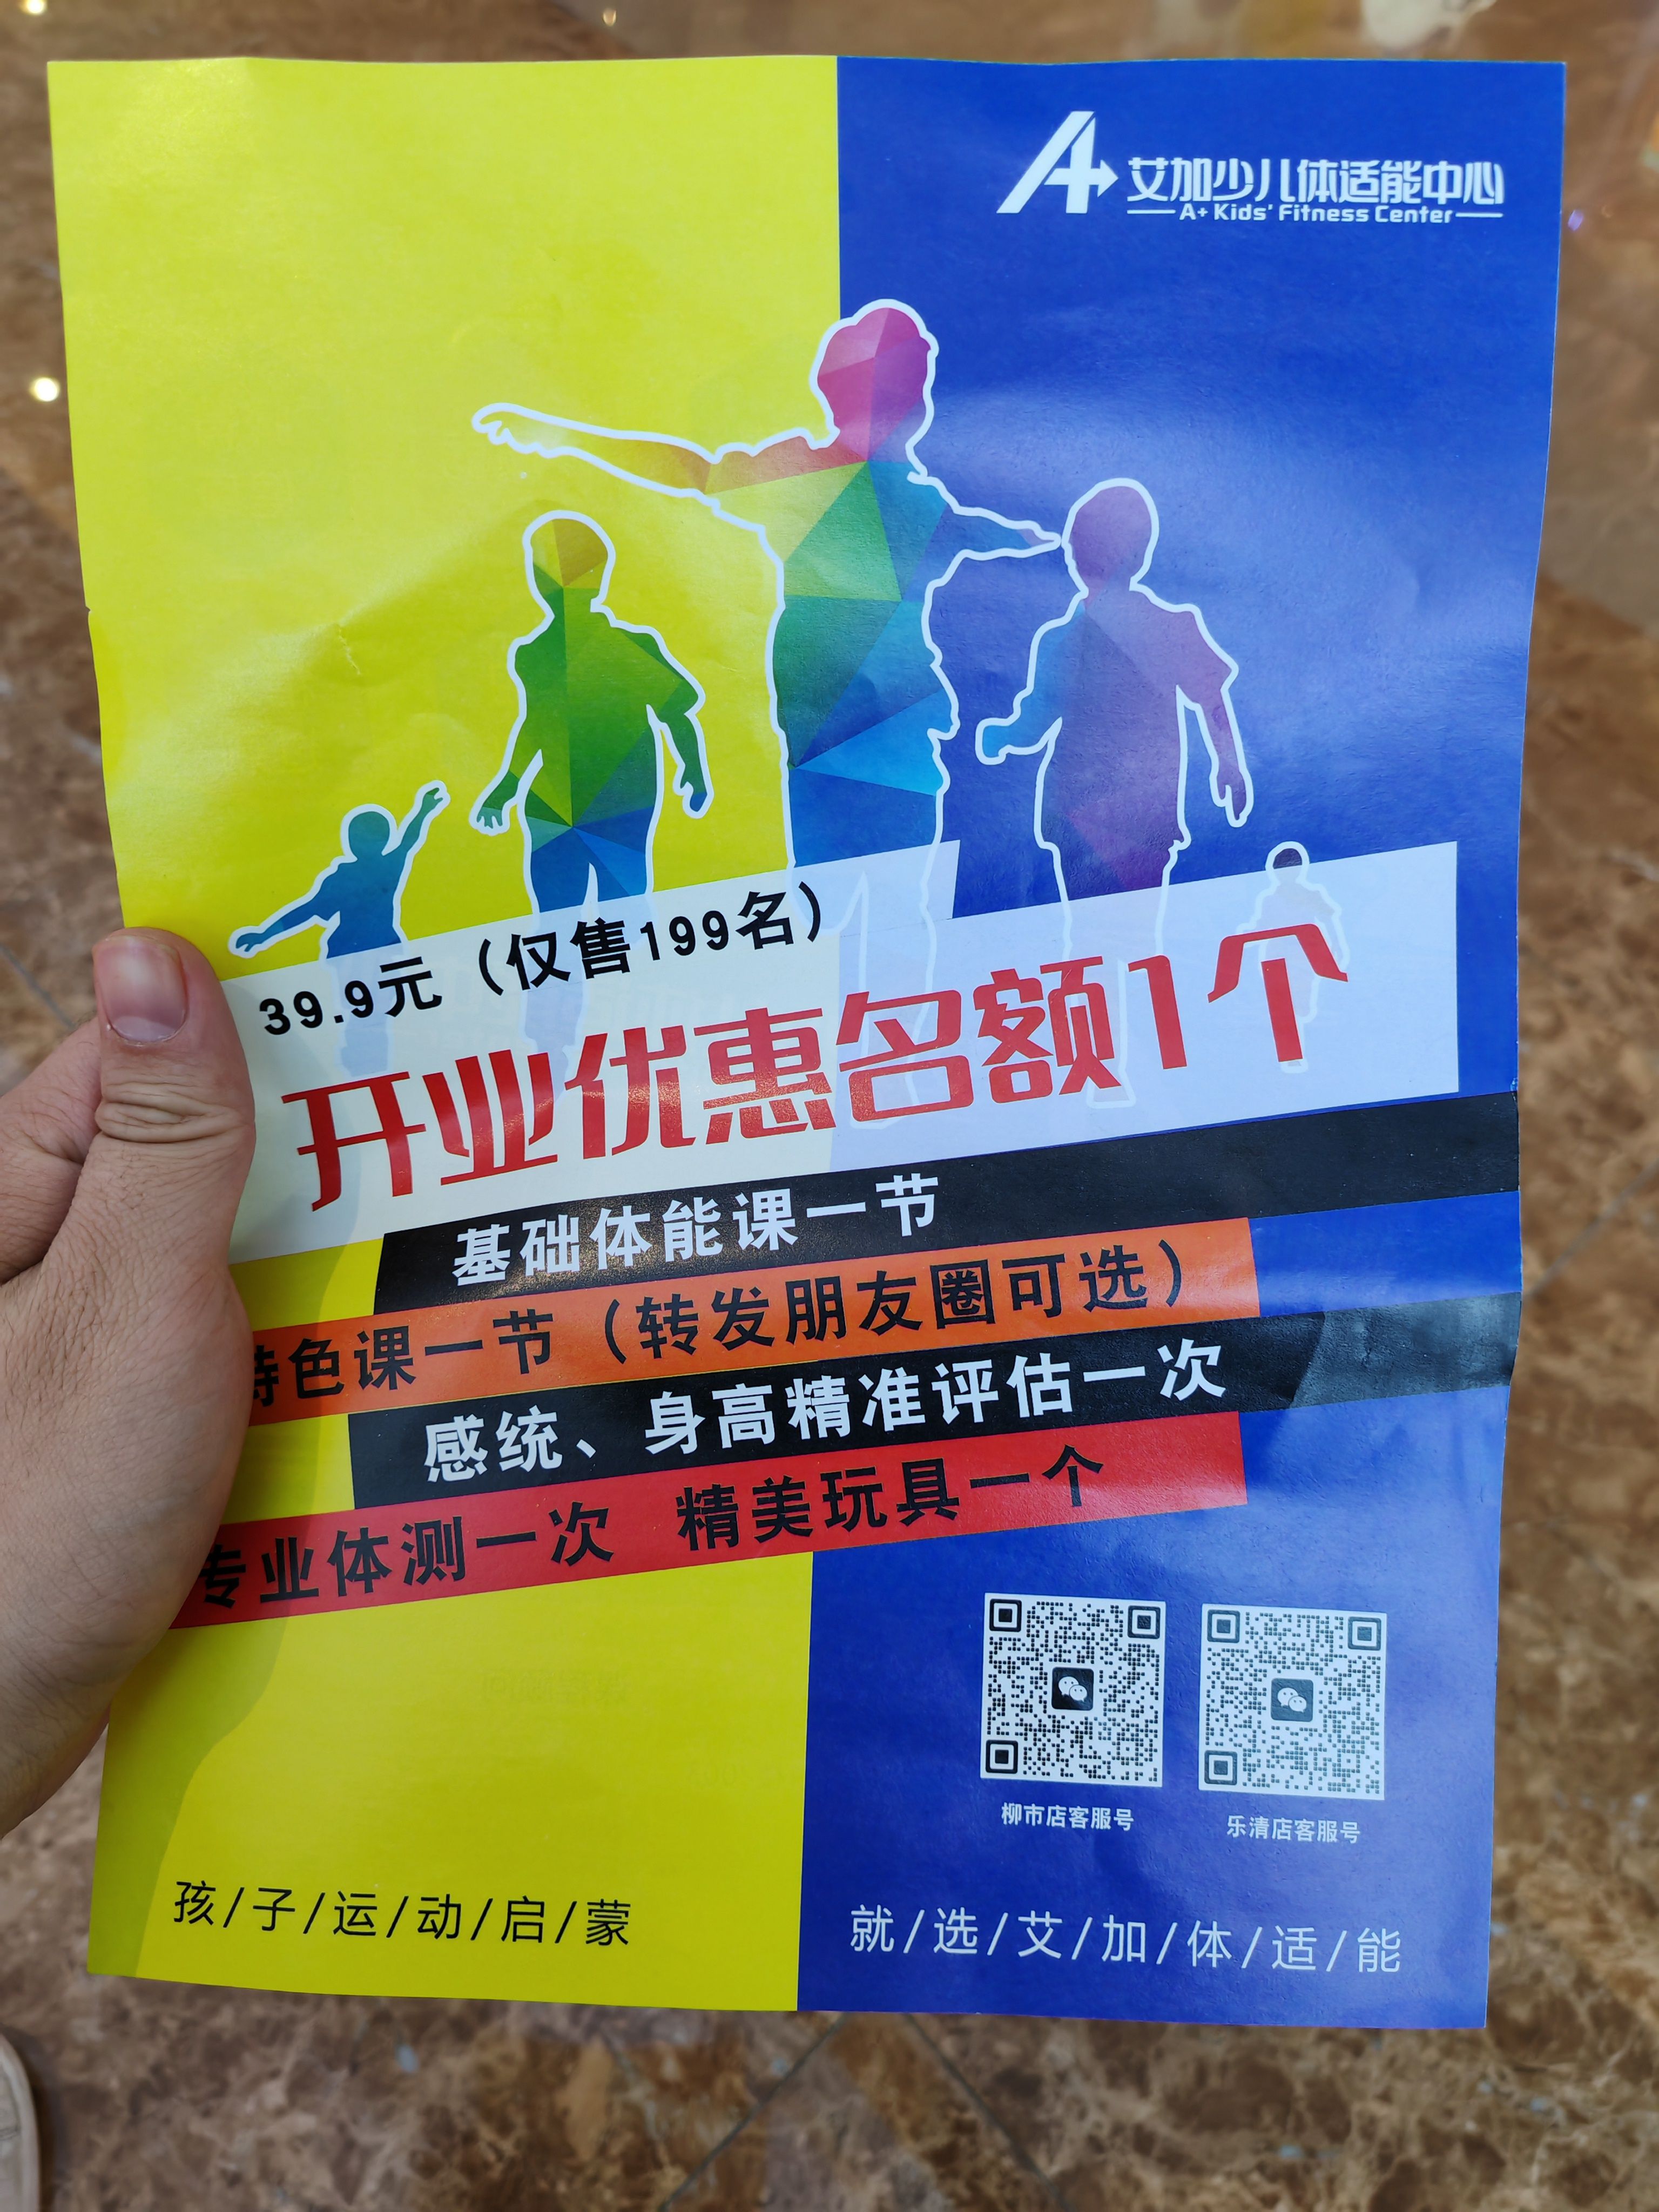 艾加少儿体适能中心
A+ Kids' Fitness Center
39.9元（仅售199名）
开业优惠名额1个
基础体能课一节
特色课一节（转发朋友圈可选）
感统、身高精准评估一次
专业体测一次 精美玩具一个
柳市店客服号
乐清店客服号
孩/子/运/动/启/蒙
就/选/艾/加/体/适/能